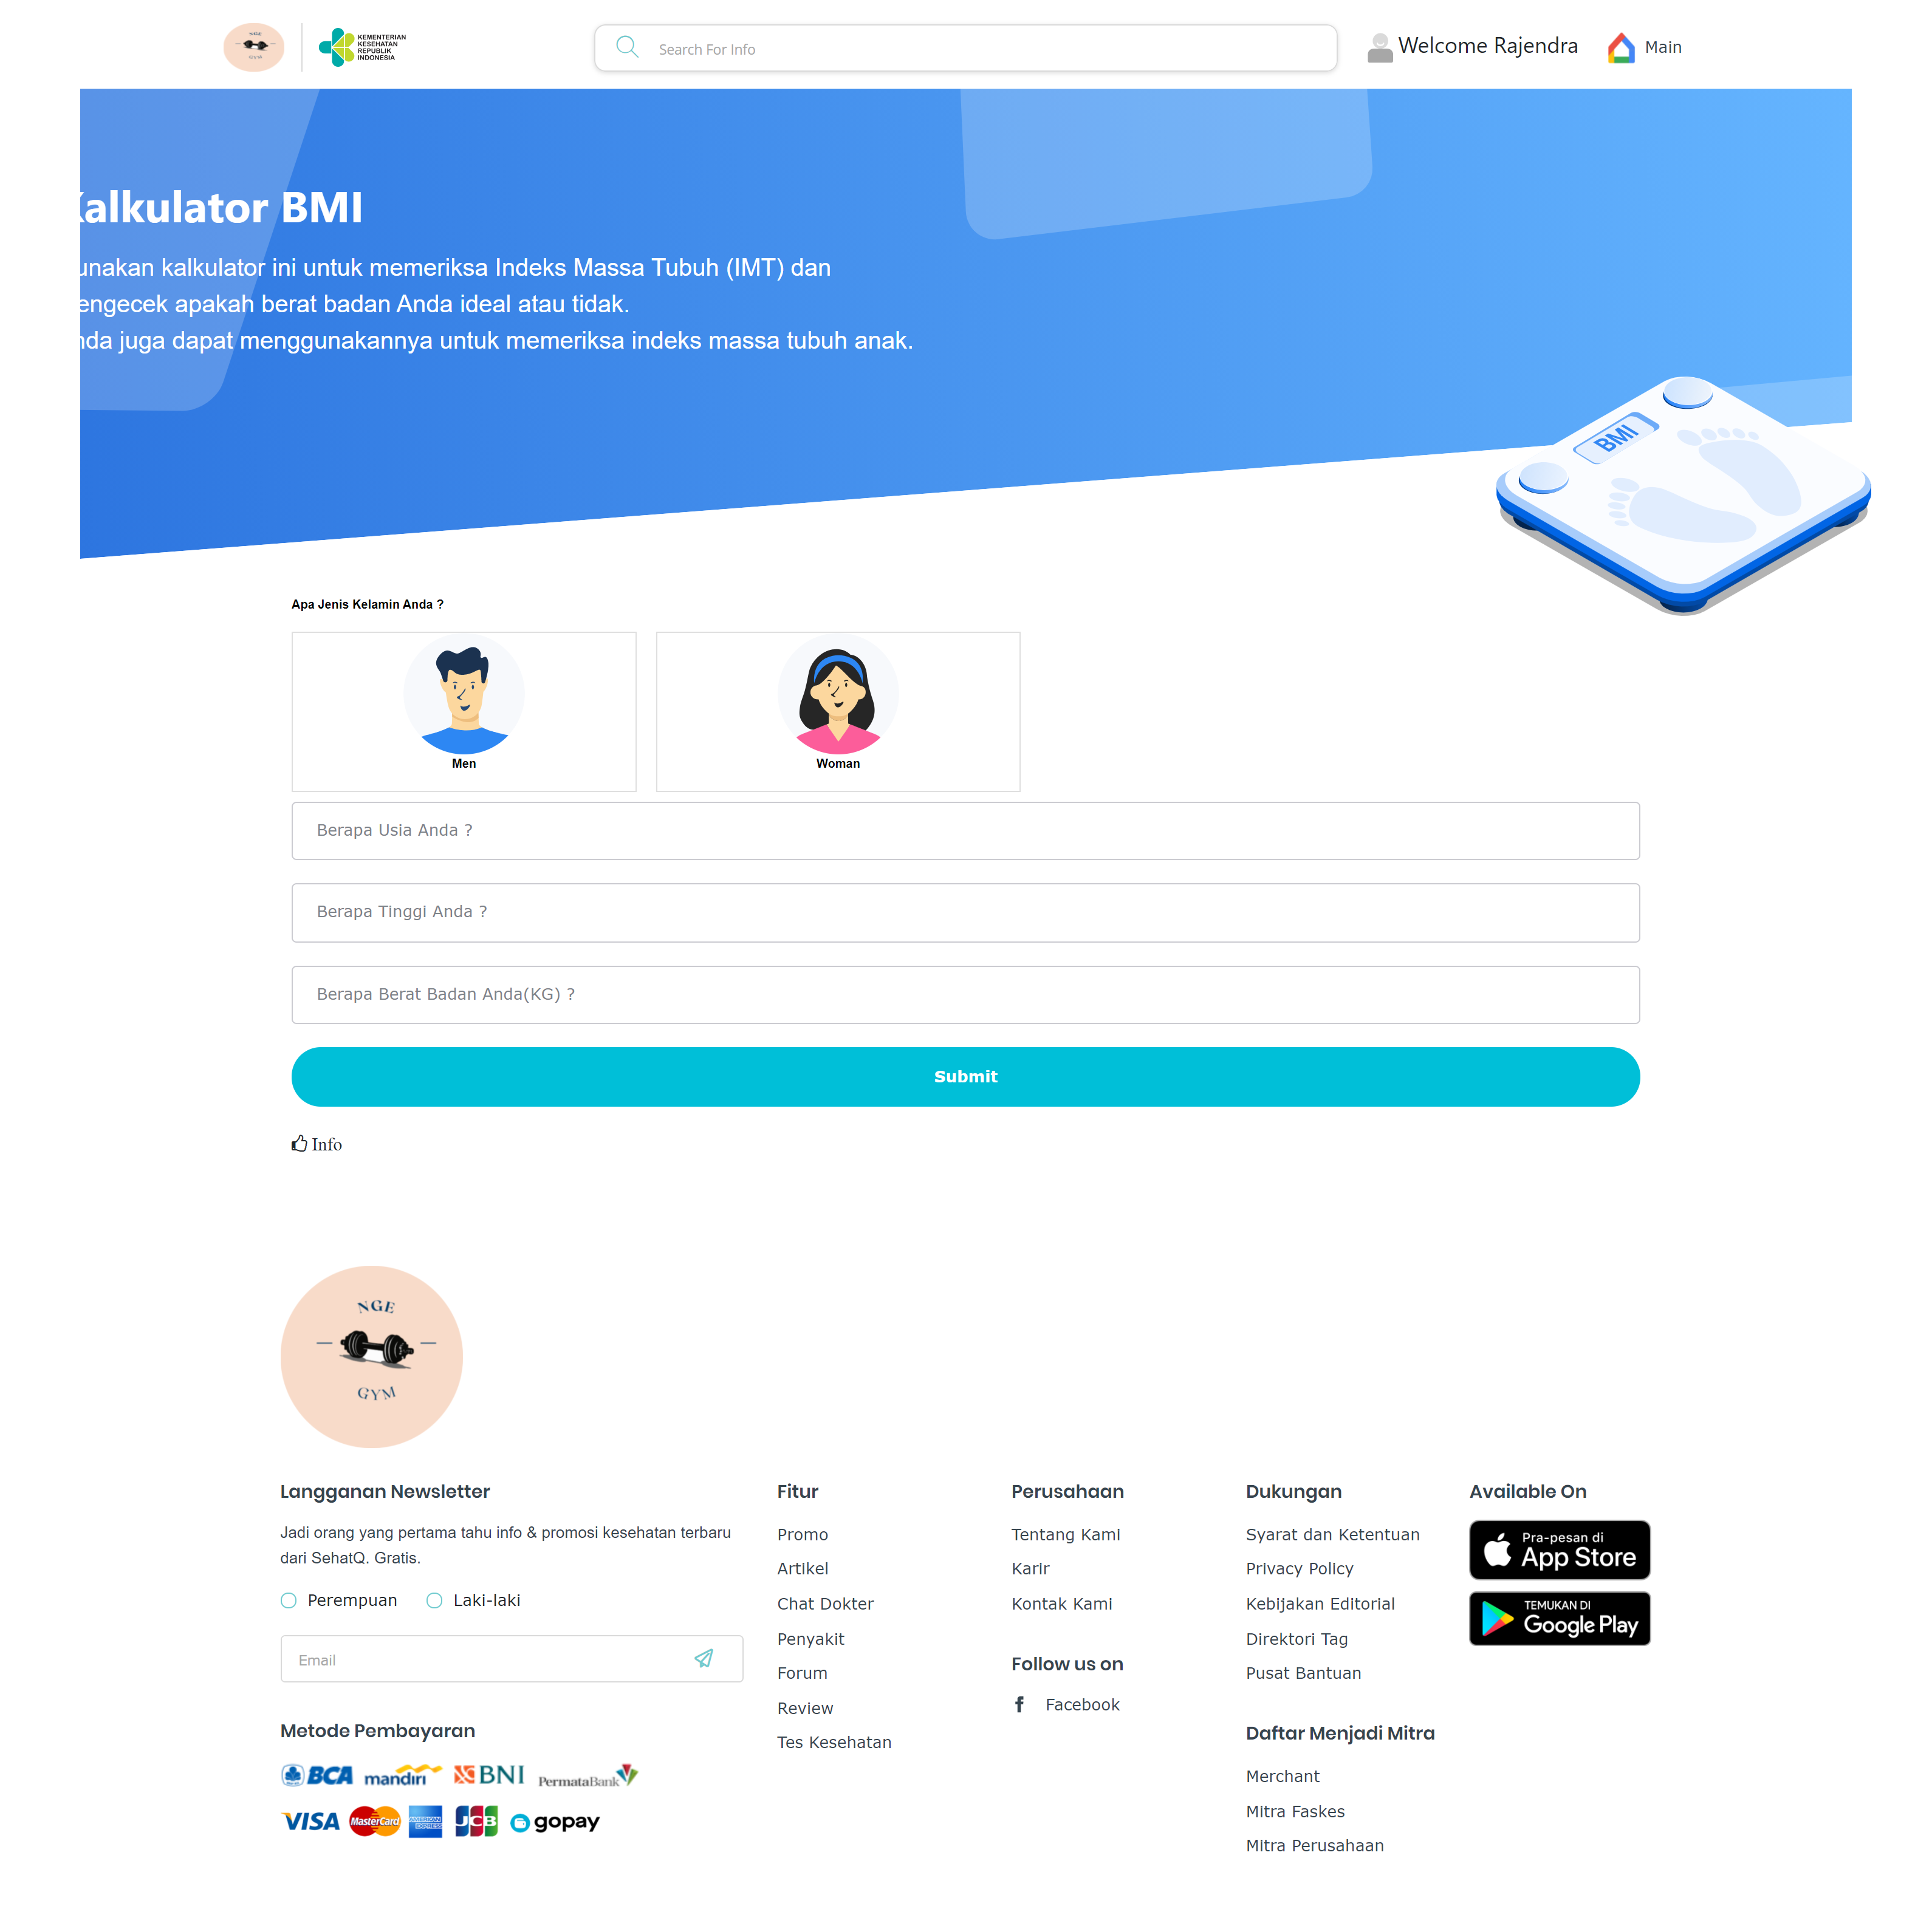 NGE
GYM
KEMENTERIAN
KESEHATAN
REPUBLIK
INDONESIA
Search For Info
Welcome Rajendra
Main
Kalkulator BMI
unakan kalkulator ini untuk memeriksa Indeks Massa Tubuh (IMT) dan
engecek apakah berat badan Anda ideal atau tidak.
nda juga dapat menggunakannya untuk memeriksa indeks massa tubuh anak.
BMI
Apa Jenis Kelamin Anda ?
Men
Woman
Berapa Usia Anda ?
Berapa Tinggi Anda ?
Berapa Berat Badan Anda(KG) ?
Submit
Info
NGE
GYM
Langganan Newsletter
Jadi orang yang pertama tahu info & promosi kesehatan terbaru
dari SehatQ. Gratis.
Perempuan
Laki-laki
Email
Metode Pembayaran
BCA
mandiri
BNI
PermataBank
VISA
MasterCard
AMERICAN
EXPRESS
JCB
gopay
Fitur
Promo
Artikel
Chat Dokter
Penyakit
Forum
Review
Tes Kesehatan
Perusahaan
Tentang Kami
Karir
Kontak Kami
Follow us on
Facebook
Dukungan
Syarat dan Ketentuan
Privacy Policy
Kebijakan Editorial
Direktori Tag
Pusat Bantuan
Daftar Menjadi Mitra
Merchant
Mitra Faskes
Mitra Perusahaan
Available On
Pra-pesan di
App Store
TEMUKAN DI
Google Play